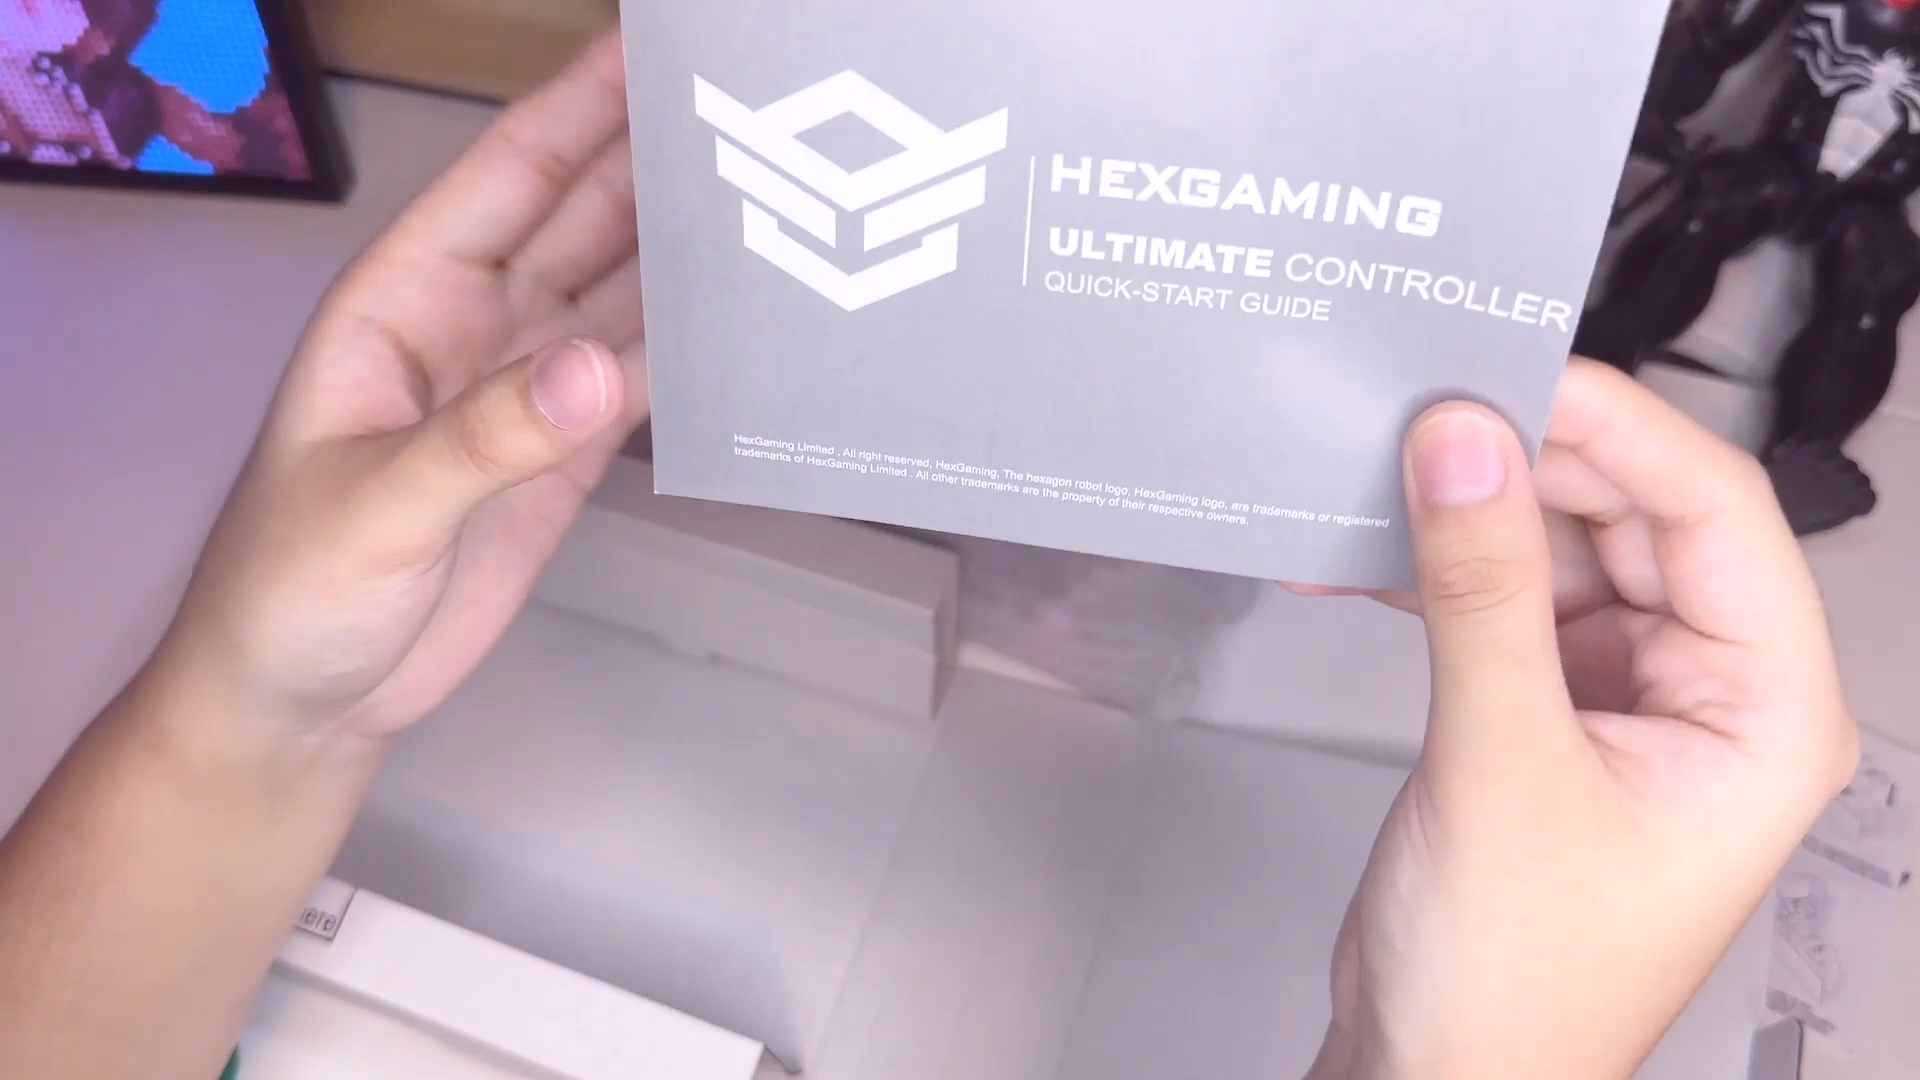 HEXGAMING
ULTIMATE CONTROLLER
QUICK-START GUIDE
HexGaming Limited . All right reserved, HexGaming, The hexagon robot logo, HexGaming logo, are trademarks or registered
trademarks of HexGaming Limited . All other trademarks are the property of their respective owners.